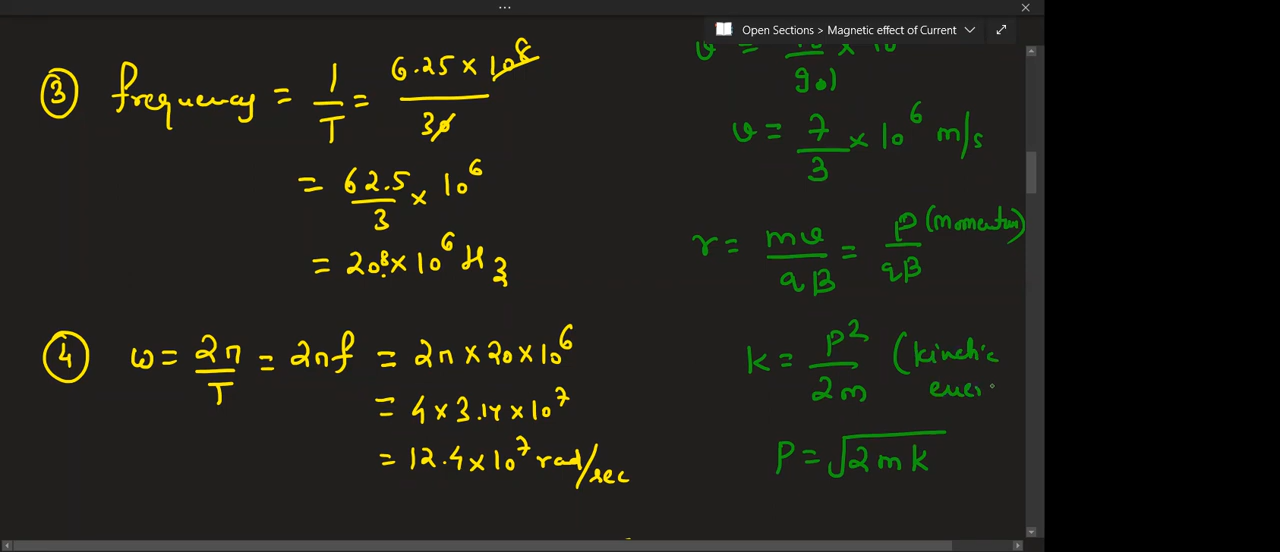 Open Sections > Magnetic effect of Current
③ frequency = 1/T = 6.25 × 10⁸ / 30
= 62.5/3 × 10⁶
= 20.8 × 10⁶ Hz
④ ω = 2π/T = 2πf = 2π × 20 × 10⁶
= 4 × 3.14 × 10⁷
= 12.4 × 10⁷ rad/sec
v = 7/3 × 10⁶ m/s
r = mv/qB = P/qB (momentum)
k = P²/2m (kinetic
ener
P = √2mk